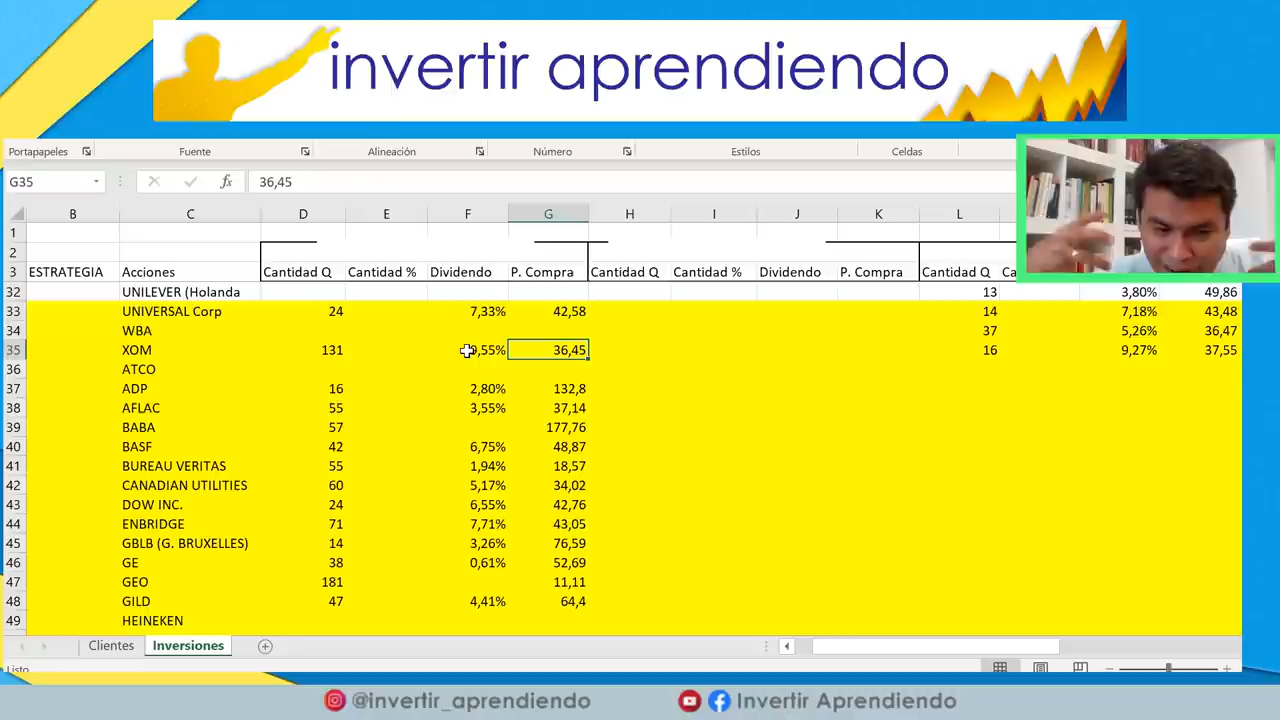 invertir aprendiendo
Portapapeles Fuente Alineación Número Estilos Celdas
G35 fx 36,45
B C D E F G H I J K L
1
2
3 ESTRATEGIA Acciones Cantidad Q Cantidad % Dividendo P. Compra Cantidad Q Cantidad % Dividendo P. Compra Cantidad Q
32 UNILEVER (Holanda 13 3,80% 49,86
33 UNIVERSAL Corp 24 7,33% 42,58 14 7,18% 43,48
34 WBA 37 5,26% 36,47
35 XOM 131 ,55% 36,45 16 9,27% 37,55
36 ATCO
37 ADP 16 2,80% 132,8
38 AFLAC 55 3,55% 37,14
39 BABA 57 177,76
40 BASF 42 6,75% 48,87
41 BUREAU VERITAS 55 1,94% 18,57
42 CANADIAN UTILITIES 60 5,17% 34,02
43 DOW INC. 24 6,55% 42,76
44 ENBRIDGE 71 7,71% 43,05
45 GBLB (G. BRUXELLES) 14 3,26% 76,59
46 GE 38 0,61% 52,69
47 GEO 181 11,11
48 GILD 47 4,41% 64,4
49 HEINEKEN
Clientes Inversiones
Listo
@invertir_aprendiendo Invertir Aprendiendo